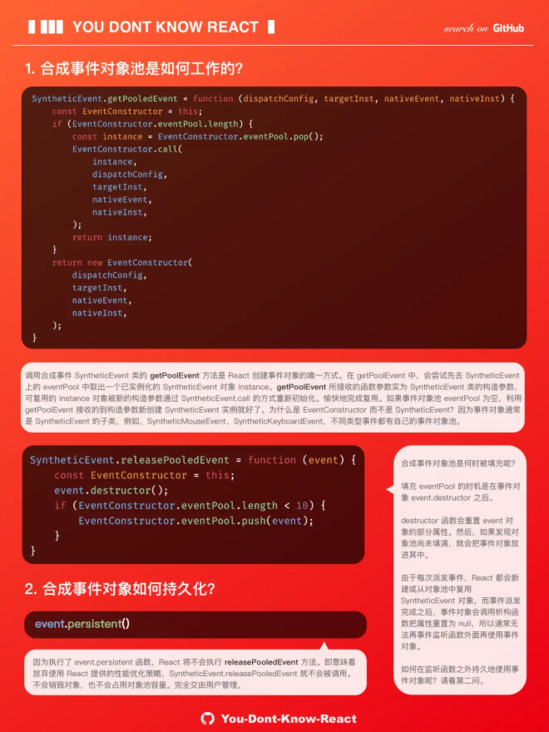 YOU DONT KNOW REACT
search on GitHub
1. 合成事件对象池是如何工作的?
SyntheticEvent.getPooledEvent = function (dispatchConfig, targetInst, nativeEvent, nativeInst) {
    const EventConstructor = this;
    if (EventConstructor.eventPool.length) {
        const instance = EventConstructor.eventPool.pop();
        EventConstructor.call(
            instance,
            dispatchConfig,
            targetInst,
            nativeEvent,
            nativeInst,
        );
        return instance;
    }
    return new EventConstructor(
        dispatchConfig,
        targetInst,
        nativeEvent,
        nativeInst,
    );
}
调用合成事件 SyntheticEvent 类的 getPoolEvent 方法是 React 创建事件对象的唯一方式。在 getPoolEvent 中，会尝试先去 SyntheticEvent
上的 eventPool 中取出一个已实例化的 SyntheticEvent 对象 instance。getPoolEvent 所接收的函数参数实为 SyntheticEvent 类的构造参数，
可复用的 instance 对象被新的构造参数通过 SyntheticEvent.call 的方式重新初始化。愉快地完成复用。如果事件对象池 eventPool 为空，利用
getPoolEvent 接收的到构造参数新创建 SyntheticEvent 实例就好了。为什么是 EventConstructor 而不是 SyntheticEvent？因为事件对象通常
是 SyntheticEvent 的子类，例如，SyntheticMouseEvent，SyntheticKeyboardEvent，不同类型事件都有自己的事件对象池。
SyntheticEvent.releasePooledEvent = function (event) {
    const EventConstructor = this;
    event.destructor();
    if (EventConstructor.eventPool.length < 10) {
        EventConstructor.eventPool.push(event);
    }
}
合成事件对象池是何时被填充呢？
填充 eventPool 的时机是在事件对
象 event.destructor 之后。
destructor 函数会重置 event 对
象的部分属性。然后，如果发现对
象池尚未填满，就会把事件对象放
进其中。
由于每次派发事件，React 都会新
建或从对象池中复用
SyntheticEvent 对象，而事件派发
完成之后，事件对象会调用析构函
数把属性重置为 null，所以通常无
法再事件监听函数外面再使用事件
对象。
如何在监听函数之外持久地使用事
件对象呢？请看第二问。
2. 合成事件对象如何持久化?
event.persistent()
因为执行了 event.persistent 函数，React 将不会执行 releasePooledEvent 方法。即意味着
放弃使用 React 提供的性能优化策略，SyntheticEvent.releasePooledEvent 就不会被调用。
不会销毁对象，也不会占用对象池容量。完全交由用户管理。
You-Dont-Know-React